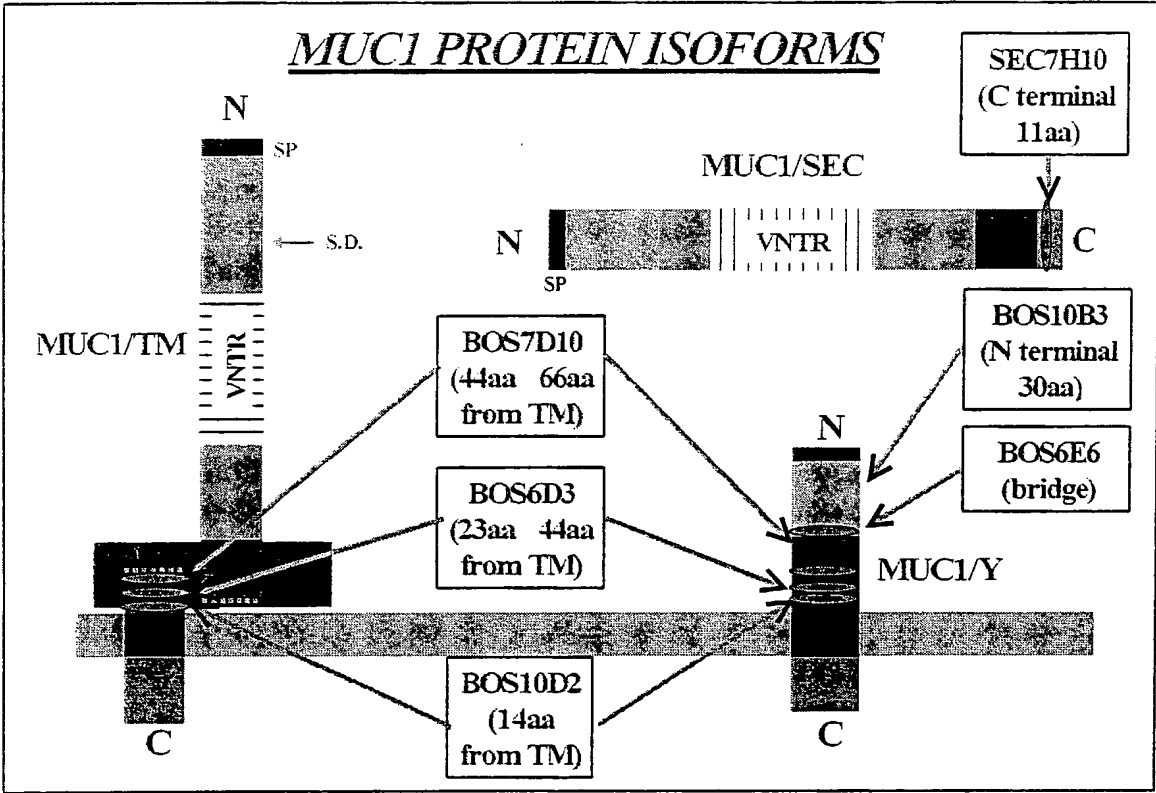 MUC1 PROTEIN ISOFORMS
SEC7H10
(C terminal
11aa)
N
SP
S.D.
MUC1/SEC
N
SP
VNTR
C
MUC1/TM
VNTR
BOS7D10
(44aa 66aa
from TM)
BOS10B3
(N terminal
30aa)
N
BOS6E6
(bridge)
BOS6D3
(23aa 44aa
from TM)
MUC1/Y
BOS10D2
(14aa
from TM)
C
C